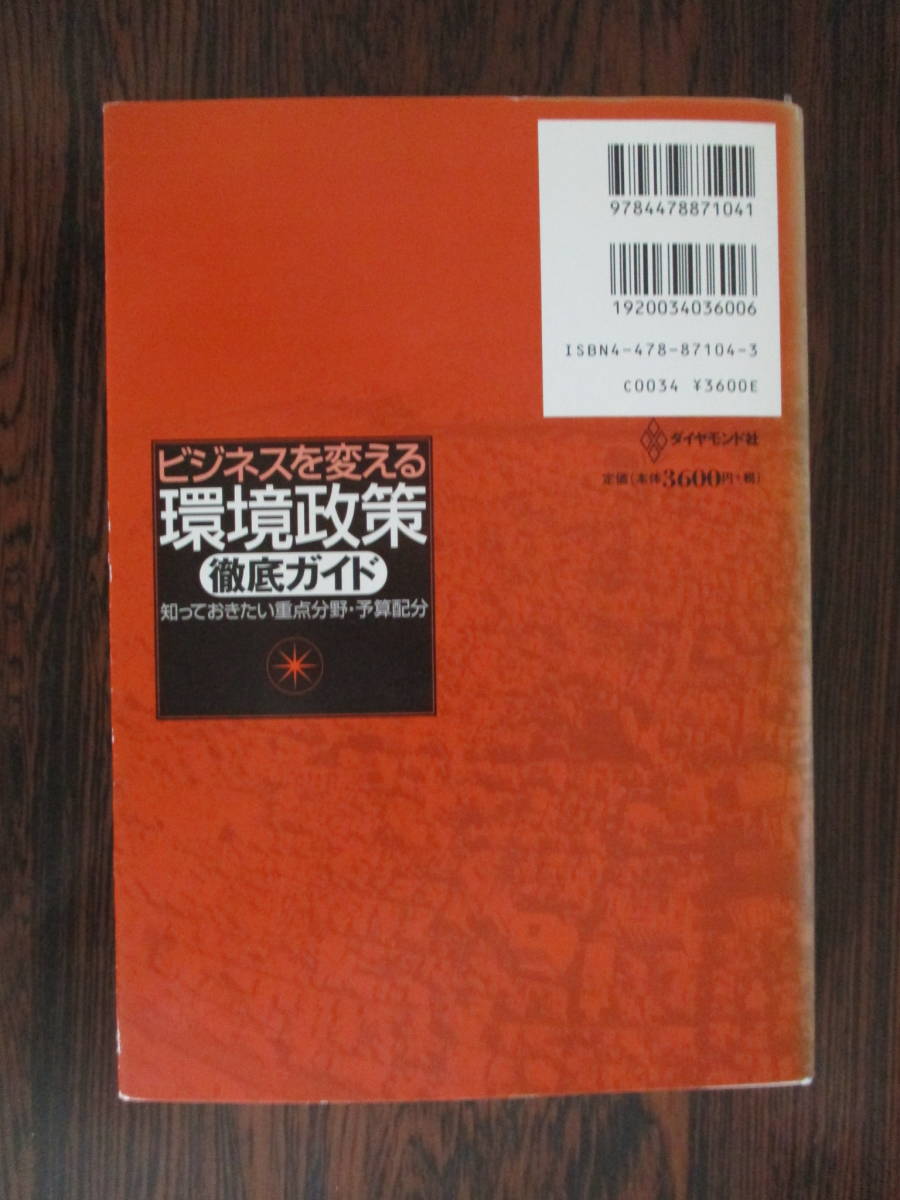 9784478871041
1920034036006
ISBN4-478-87104-3
C0034 ¥3600E
ダイヤモンド社
定価(本体3600円+税)
ビジネスを変える
環境政策
徹底ガイド
知っておきたい重点分野・予算配分